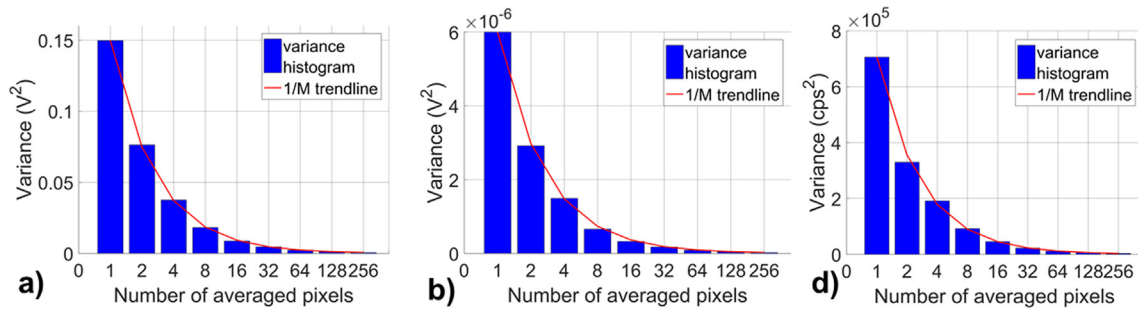 0.15
0.1
0.05
0
Variance (V²)
variance
histogram
1/M trendline
0 1 2 4 8 16 32 64 128 256
Number of averaged pixels
a)
×10⁻⁶
6
4
2
0
Variance (V²)
variance
histogram
1/M trendline
0 1 2 4 8 16 32 64 128 256
Number of averaged pixels
b)
×10⁵
8
6
4
2
0
Variance (cps²)
variance
histogram
1/M trendline
0 1 2 4 8 16 32 64 128 256
Number of averaged pixels
d)